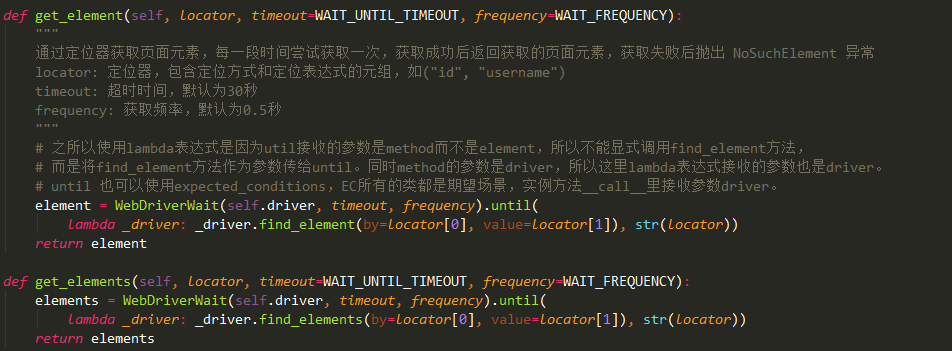 def get_element(self, locator, timeout=WAIT_UNTIL_TIMEOUT, frequency=WAIT_FREQUENCY):
    """
    通过定位器获取页面元素，每一段时间尝试获取一次，获取成功后返回获取的页面元素，获取失败后抛出 NoSuchElement 异常
    locator: 定位器，包含定位方式和定位表达式的元组，如("id", "username")
    timeout: 超时时间，默认为30秒
    frequency: 获取频率，默认为0.5秒
    """
    # 之所以使用lambda表达式是因为util接收的参数是method而不是element，所以不能显式调用find_element方法，
    # 而是将find_element方法作为参数传给until。同时method的参数是driver，所以这里lambda表达式接收的参数也是driver。
    # until 也可以使用expected_conditions，EC所有的类都是期望场景，实例方法__call__里接收参数driver。
    element = WebDriverWait(self.driver, timeout, frequency).until(
        lambda _driver: _driver.find_element(by=locator[0], value=locator[1]), str(locator))
    return element
def get_elements(self, locator, timeout=WAIT_UNTIL_TIMEOUT, frequency=WAIT_FREQUENCY):
    elements = WebDriverWait(self.driver, timeout, frequency).until(
        lambda _driver: _driver.find_elements(by=locator[0], value=locator[1]), str(locator))
    return elements